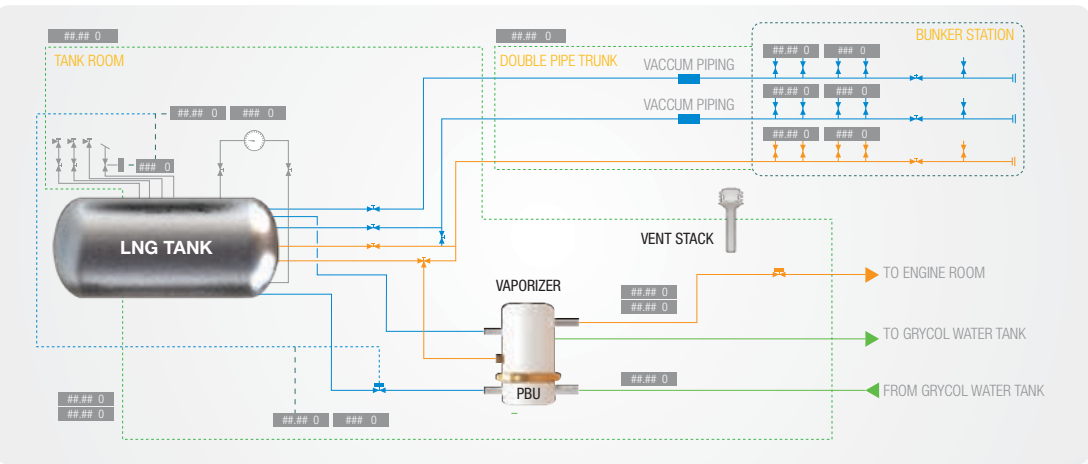 ##.## 0
##.## 0
BUNKER STATION
TANK ROOM
DOUBLE PIPE TRUNK
VACCUM PIPING
##.## 0
### 0
##.## 0
### 0
VACCUM PIPING
##.## 0
### 0
##.## 0
### 0
### 0
LNG TANK
VENT STACK
TO ENGINE ROOM
VAPORIZER
##.## 0
##.## 0
TO GRYCOL WATER TANK
##.## 0
PBU
FROM GRYCOL WATER TANK
##.## 0
##.## 0
##.## 0
### 0